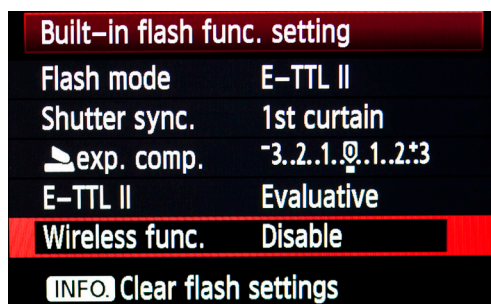 Built-in flash func. setting
Flash mode E-TTL II
Shutter sync. 1st curtain
exp. comp. -3..2..1..0..1..2..+3
E-TTL II Evaluative
Wireless func. Disable
INFO. Clear flash settings